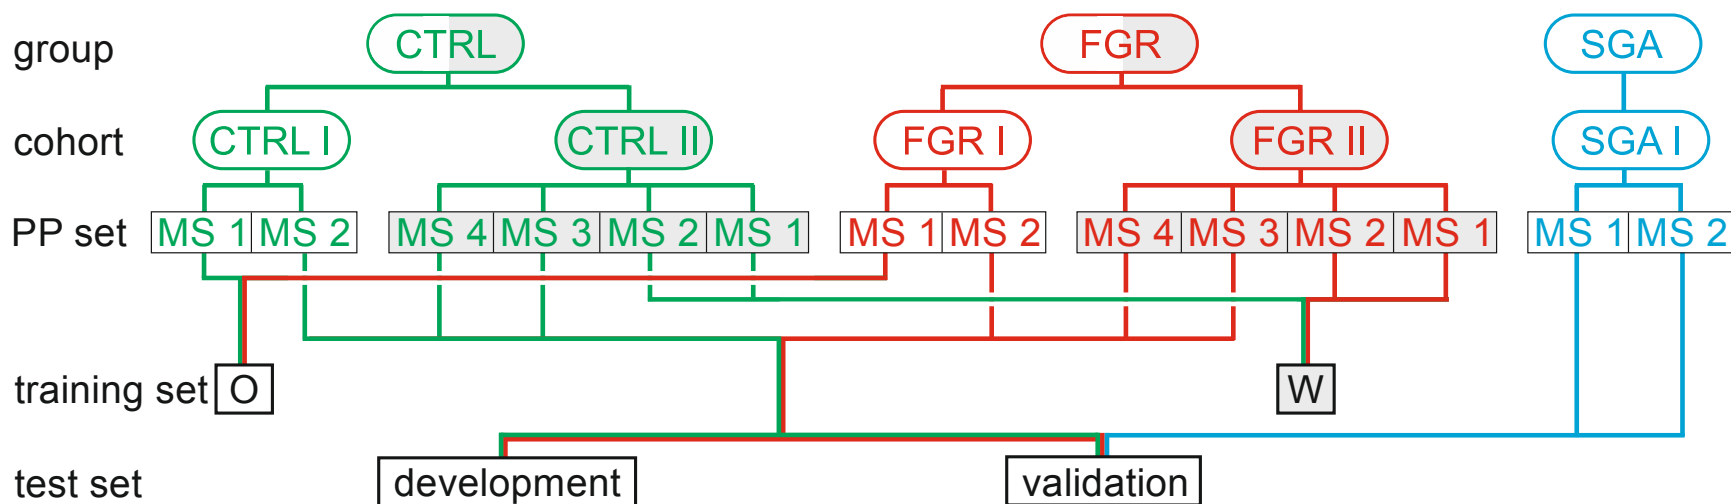 group CTRL FGR SGA
cohort CTRL I CTRL II FGR I FGR II SGA I
PP set MS 1 MS 2 MS 4 MS 3 MS 2 MS 1 MS 1 MS 2 MS 4 MS 3 MS 2 MS 1 MS 1 MS 2
training set O W
test set development validation